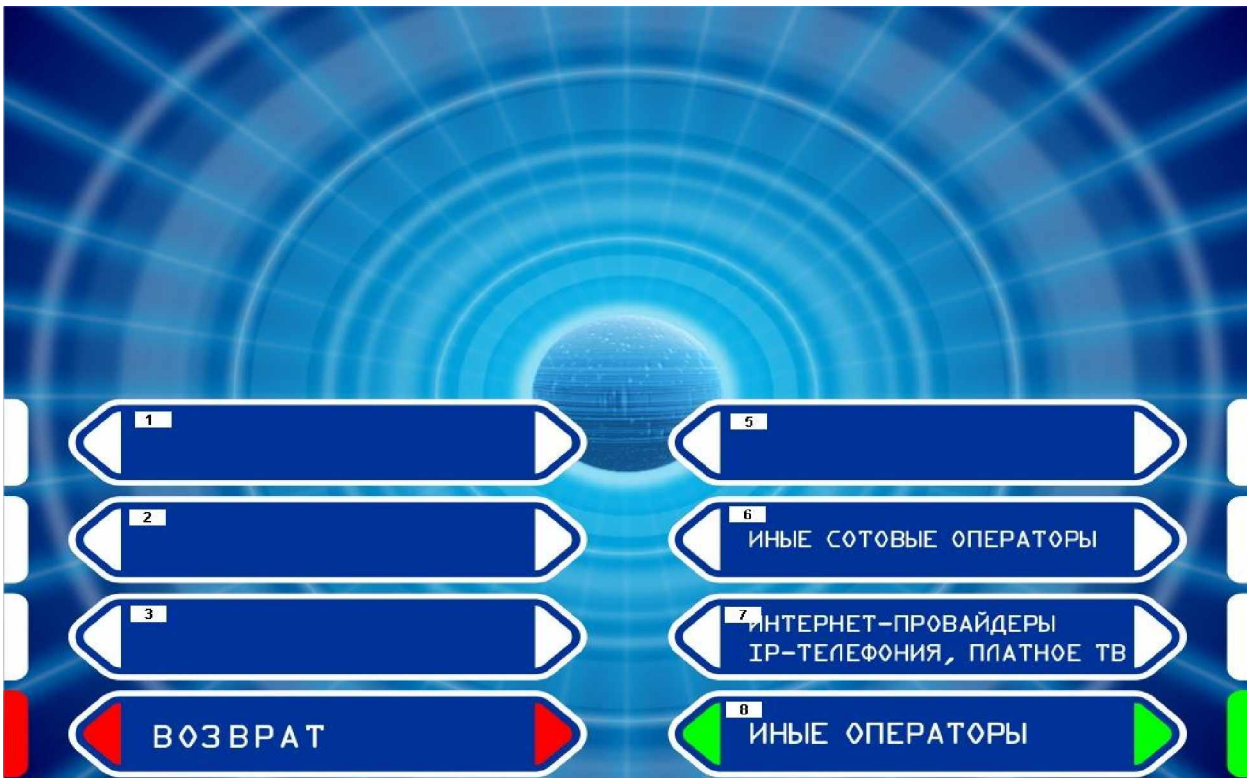 1
2
3
ВОЗВРАТ
5
6
ИНЫЕ СОТОВЫЕ ОПЕРАТОРЫ
7
ИНТЕРНЕТ-ПРОВАЙДЕРЫ
IP-ТЕЛЕФОНИЯ, ПЛАТНОЕ ТВ
8
ИНЫЕ ОПЕРАТОРЫ